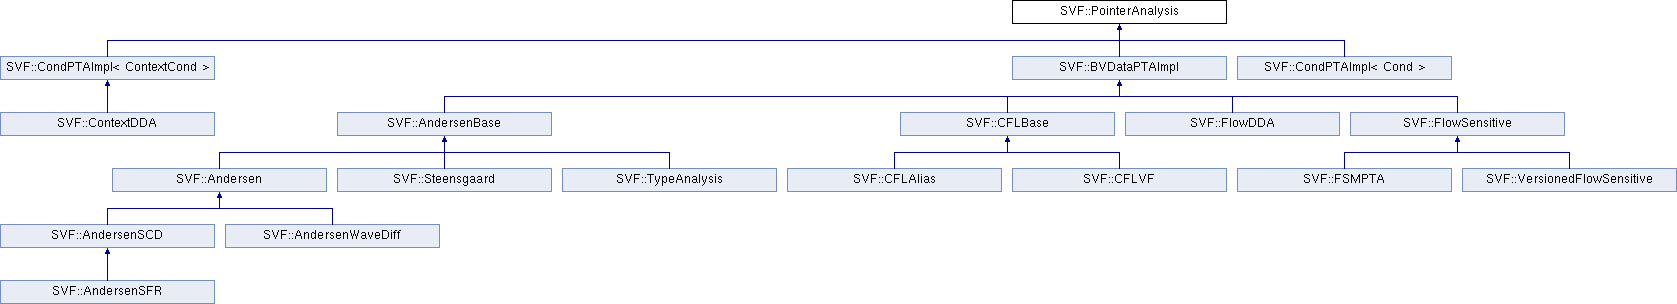 SVF::PointerAnalysis
SVF::CondPTAImpl< ContextCond >
SVF::BVDataPTAImpl
SVF::CondPTAImpl< Cond >
SVF::ContextDDA
SVF::AndersenBase
SVF::CFLBase
SVF::FlowDDA
SVF::FlowSensitive
SVF::Andersen
SVF::Steensgaard
SVF::TypeAnalysis
SVF::CFLAlias
SVF::CFLVF
SVF::FSMPTA
SVF::VersionedFlowSensitive
SVF::AndersenSCD
SVF::AndersenWaveDiff
SVF::AndersenSFR